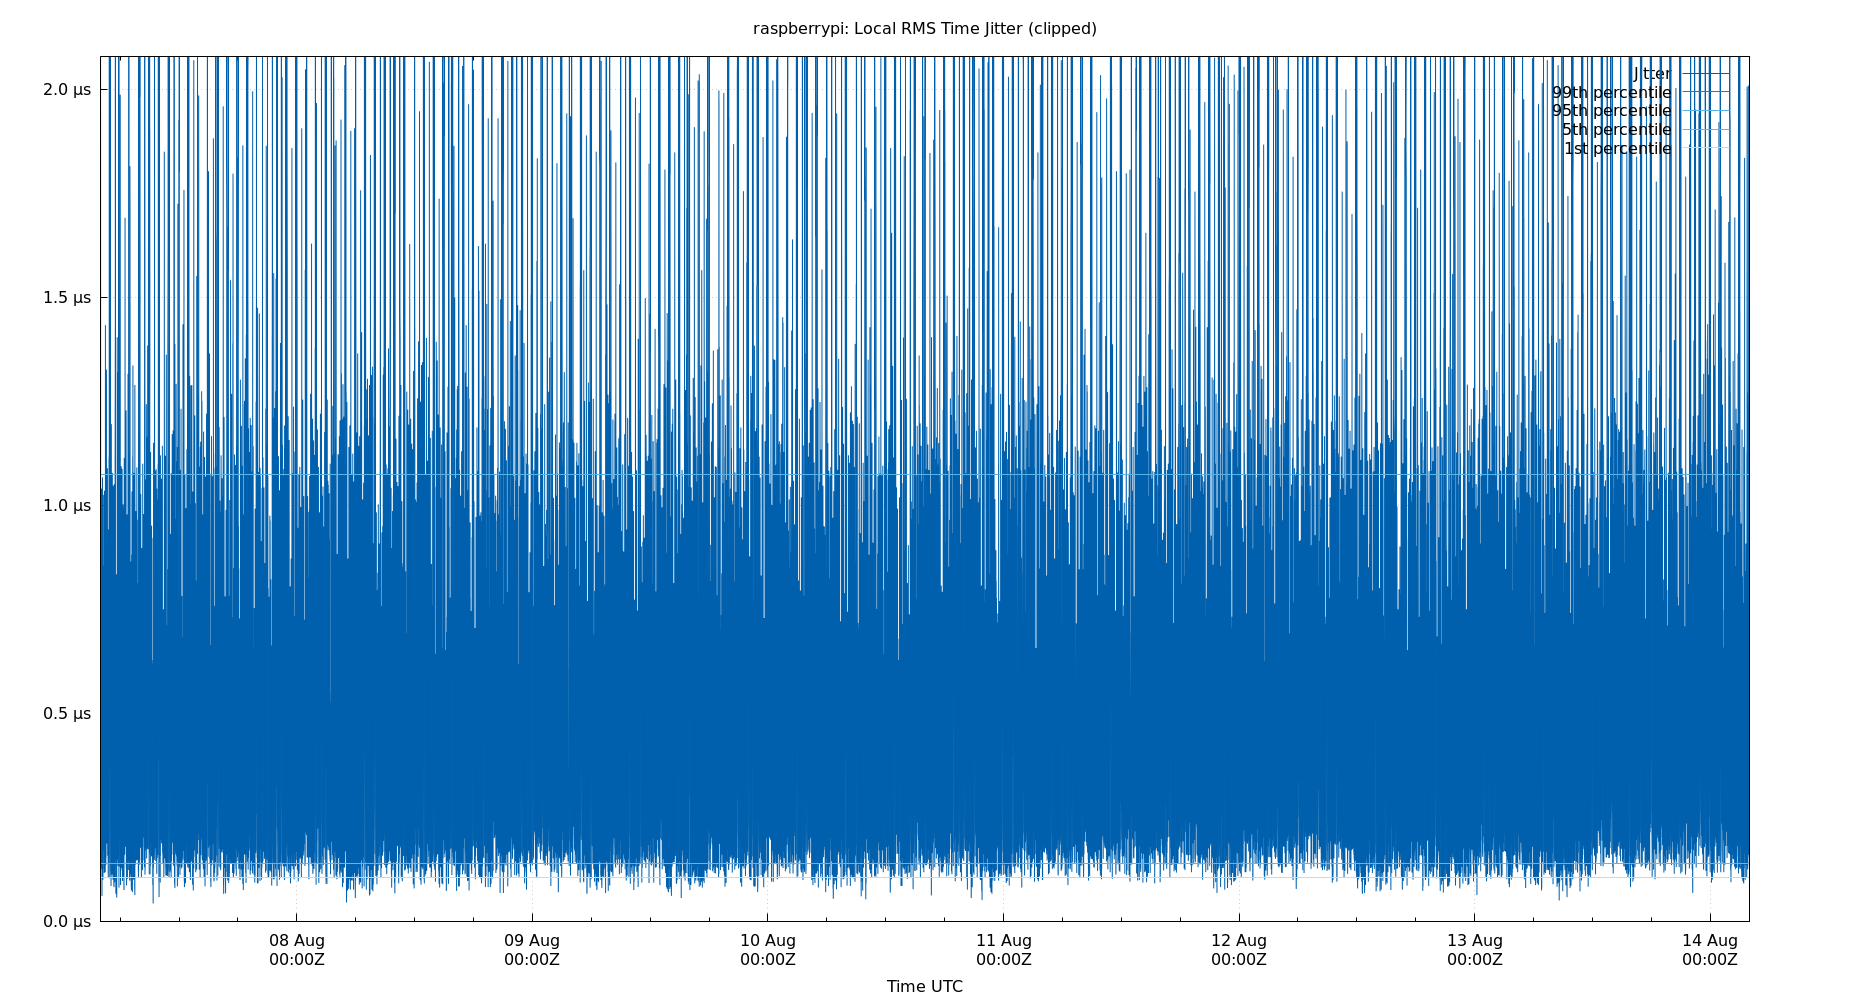 raspberrypi: Local RMS Time Jitter (clipped)
2.0 µs
1.5 µs
1.0 µs
0.5 µs
0.0 µs
Jitter
99th percentile
95th percentile
5th percentile
1st percentile
08 Aug 09 Aug 10 Aug 11 Aug 12 Aug 13 Aug 14 Aug
00:00Z 00:00Z 00:00Z 00:00Z 00:00Z 00:00Z 00:00Z
Time UTC